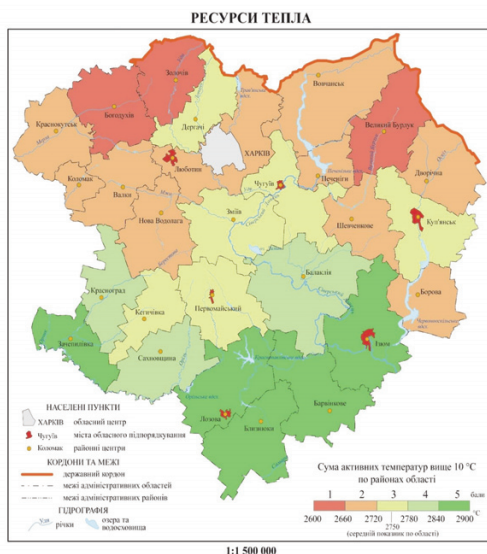 РЕСУРСИ ТЕПЛА
Золочів
Вовчанськ
Богодухів
Краснокутськ
Дергачі
Великий Бурлук
ХАРКІВ
Дворічна
Люботин
Коломак
Валки
Чугуїв
Печеніги
Куп'янськ
Нова Водолага
Зміїв
Шевченкове
Балаклія
Красноград
Борова
Кегичівка
Первомайський
Зачепилівка
Сахновщина
Ізюм
Лозова
Барвінкове
Близнюки
НАСЕЛЕНІ ПУНКТИ
ХАРКІВ обласний центр
Чугуїв міста обласного підпорядкування
Коломак районні центри
КОРДОНИ ТА МЕЖІ
державний кордон
межі адміністративних областей
межі адміністративних районів
ГІДРОГРАФІЯ
річки
озера та водосховища
Сума активних температур вище 10 °С
по районах області
1 2 3 4 5 бали
2600 2660 2720 2780 2840 2900 °С
2750
(середній показник по області)
1:1 500 000